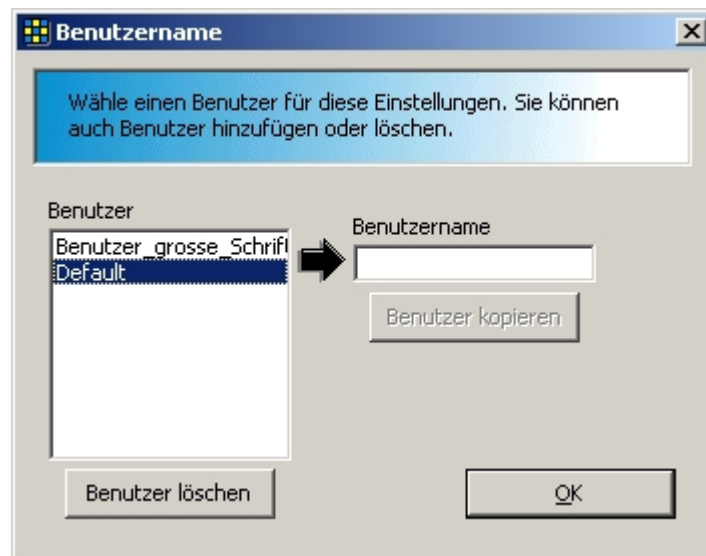 Benutzername
Wähle einen Benutzer für diese Einstellungen. Sie können
auch Benutzer hinzufügen oder löschen.
Benutzer
Benutzername
Benutzer_grosse_Schrift
Default
Benutzer kopieren
Benutzer löschen
OK